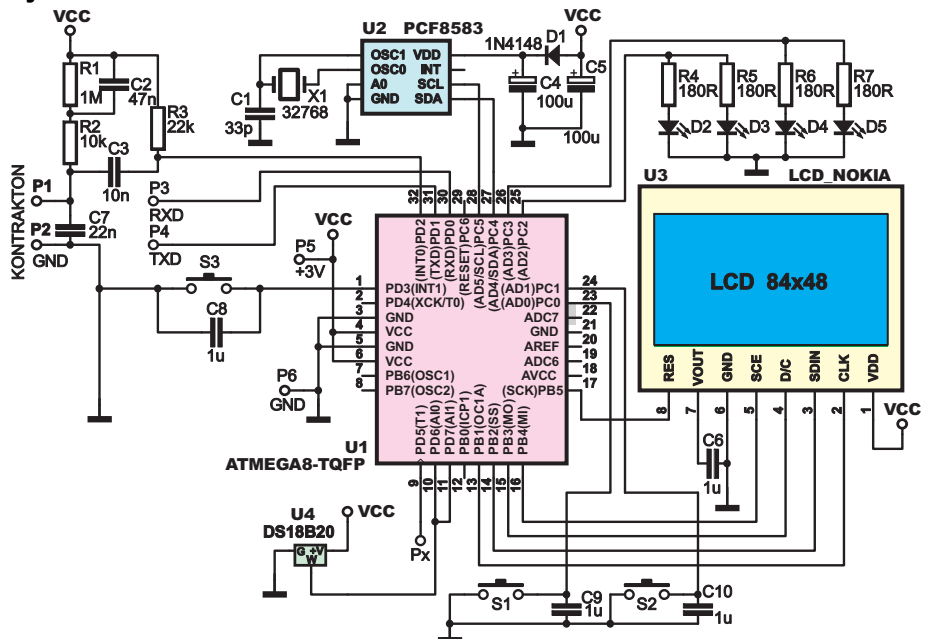 VCC
U2 PCF8583
VCC
R1
1M
C2
47n
R3
22k
R2
10k
C3
10n
C1
33p
X1
32768
OSC1 VDD
OSC0 INT
A0 SCL
GND SDA
1N4148 D1
C4
100u
C5
100u
R4
180R
R5
180R
R6
180R
R7
180R
D2
D3
D4
D5
KONTRAKTON
P1
P2
GND
C7
22n
P3
RXD
P4
TXD
VCC
P5
+3V
S3
C8
1u
P6
GND
32
31
30
29
28
27
26
25
(INT0)PD2
(TXD)PD1
(RXD)PD0
(RESET)PC6
(AD5/SCL)PC5
(AD4/SDA)PC4
(AD3)PC3
(AD2)PC2
1 PD3(INT1)
2 PD4(XCK/T0)
3 GND
4 VCC
5 GND
6 VCC
7 PB6(OSC1)
8 PB7(OSC2)
(AD1)PC1 24
(AD0)PC0 23
ADC7 22
GND 21
AREF 20
ADC6 19
AVCC 18
(SCK)PB5 17
PD5(T1)
PD6(AI0)
PD7(AI1)
PB0(ICP1)
PB1(OC1A)
PB2(SS)
PB3(MO)
PB4(MI)
9
10
11
12
13
14
15
16
U1
ATMEGA8-TQFP
U3
LCD_NOKIA
LCD 84x48
RES
VOUT
GND
SCE
D/C
SDIN
CLK
VDD
8
7
6
5
4
3
2
1
VCC
C6
1u
U4
DS18B20
VCC
G +V
W
Px
S1
C9
1u
S2
C10
1u